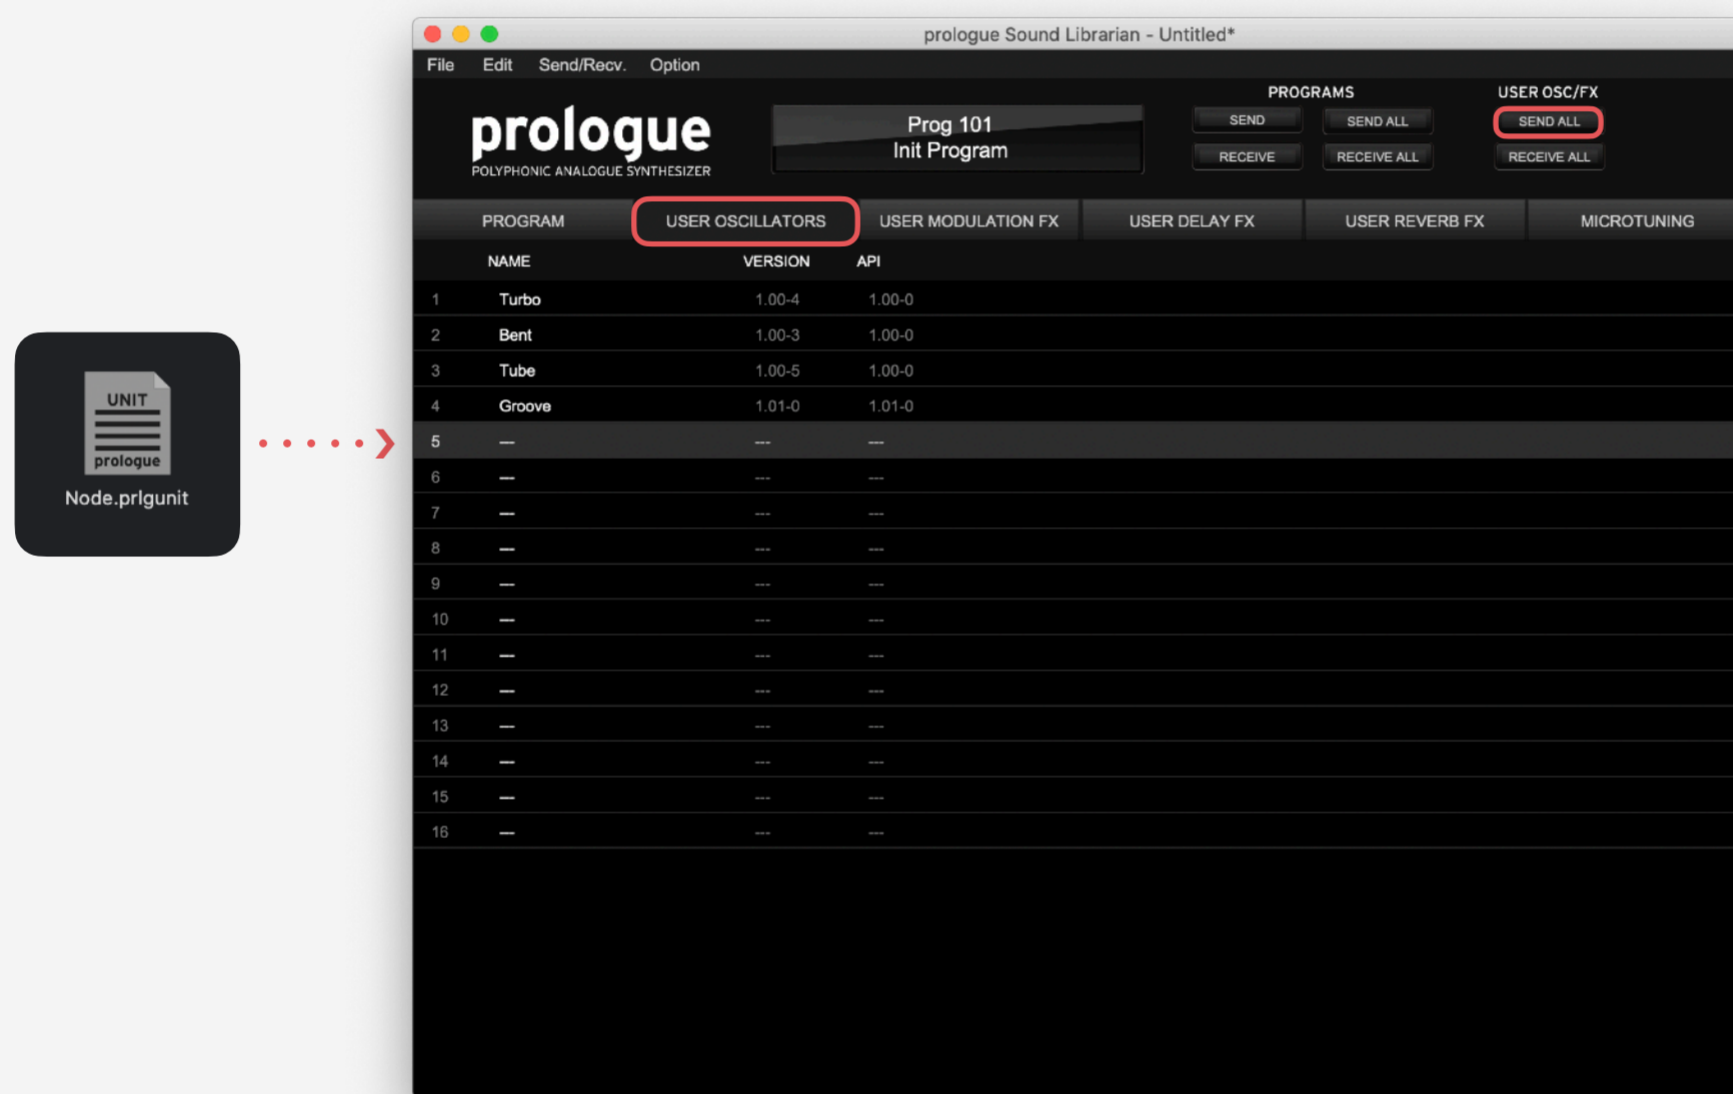 prologue Sound Librarian - Untitled*
File Edit Send/Recv. Option
prologue
POLYPHONIC ANALOGUE SYNTHESIZER
Prog 101
Init Program
PROGRAMS
SEND SEND ALL
RECEIVE RECEIVE ALL
USER OSC/FX
SEND ALL
RECEIVE ALL
PROGRAM USER OSCILLATORS USER MODULATION FX USER DELAY FX USER REVERB FX MICROTUNING
NAME VERSION API
1 Turbo 1.00-4 1.00-0
2 Bent 1.00-3 1.00-0
3 Tube 1.00-5 1.00-0
4 Groove 1.01-0 1.01-0
5 --- --- ---
6 --- --- ---
7 --- --- ---
8 --- --- ---
9 --- --- ---
10 --- --- ---
11 --- --- ---
12 --- --- ---
13 --- --- ---
14 --- --- ---
15 --- --- ---
16 --- --- ---
UNIT
prologue
Node.prlgunit